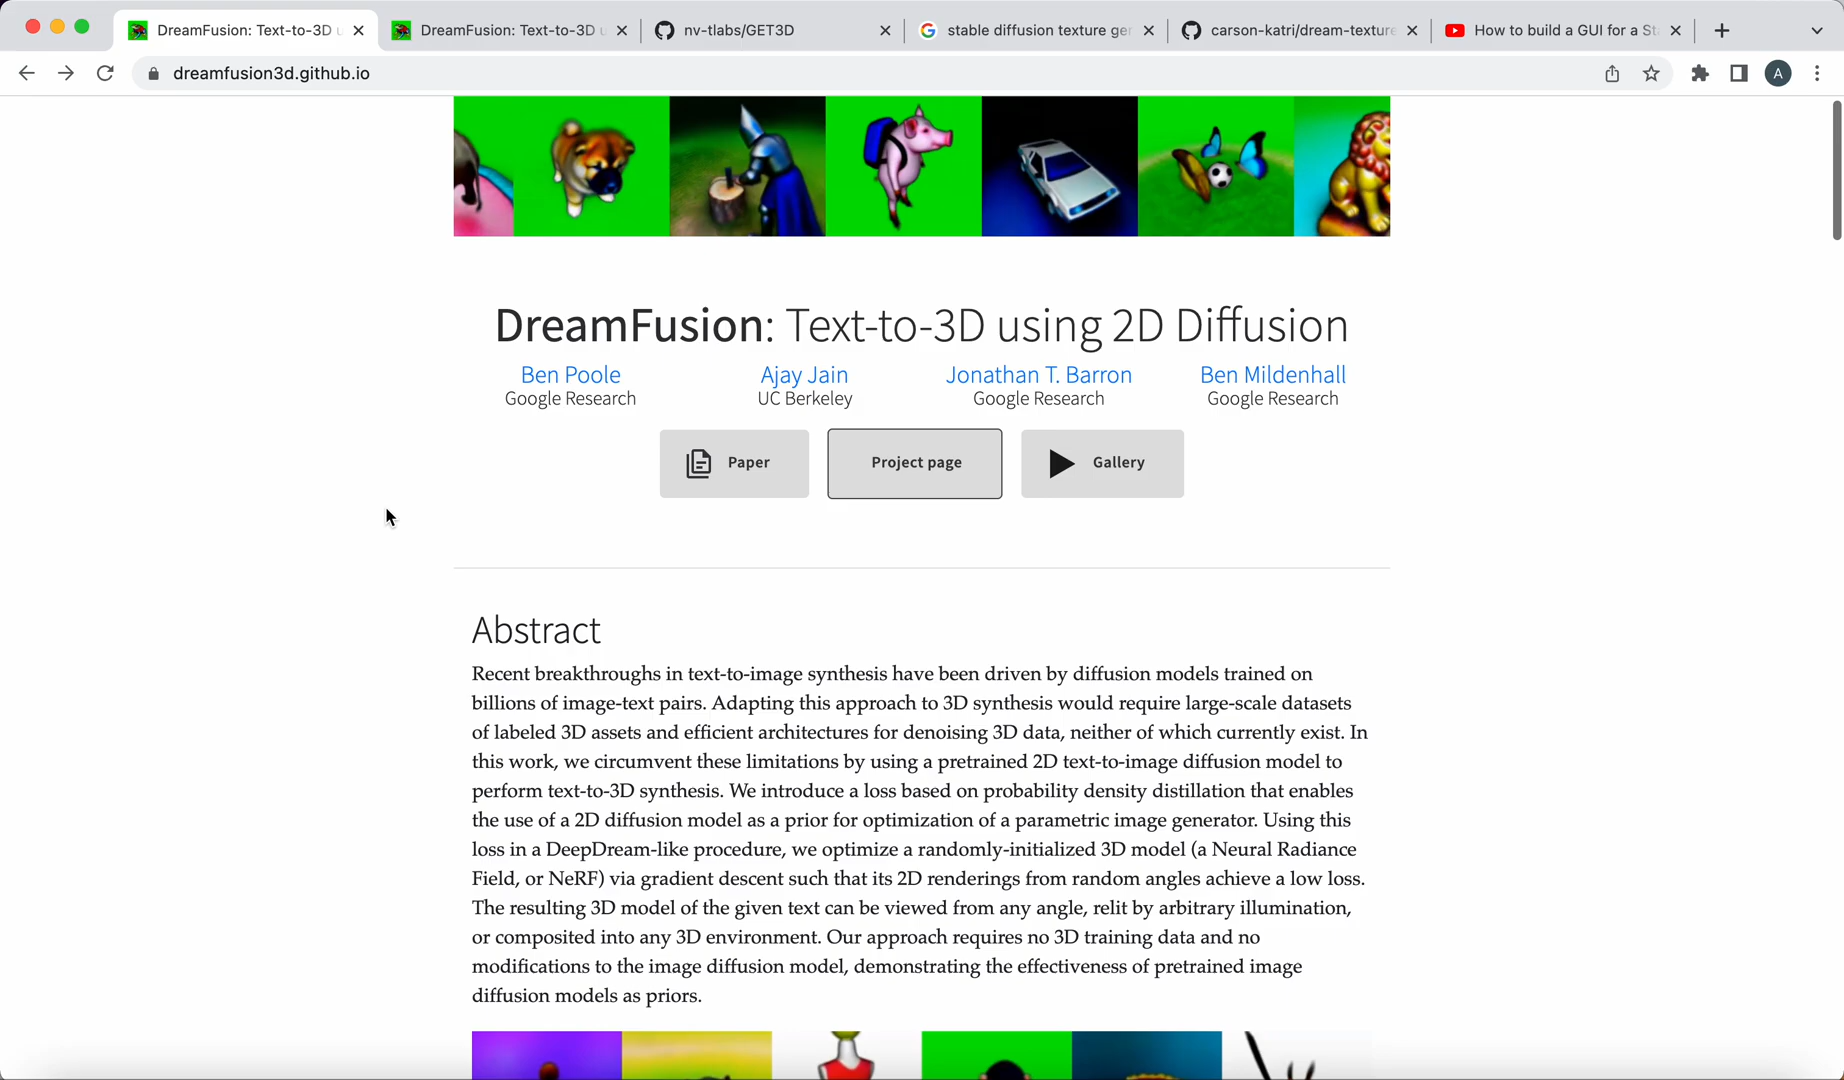 DreamFusion: Text-to-3D u
DreamFusion: Text-to-3D u
nv-tlabs/GET3D
stable diffusion texture ger
carson-katri/dream-texture
How to build a GUI for a Sta
dreamfusion3d.github.io
A
DreamFusion: Text-to-3D using 2D Diffusion
Ben Poole Ajay Jain Jonathan T. Barron Ben Mildenhall
Google Research UC Berkeley Google Research Google Research
Paper Project page Gallery
Abstract
Recent breakthroughs in text-to-image synthesis have been driven by diffusion models trained on
billions of image-text pairs. Adapting this approach to 3D synthesis would require large-scale datasets
of labeled 3D assets and efficient architectures for denoising 3D data, neither of which currently exist. In
this work, we circumvent these limitations by using a pretrained 2D text-to-image diffusion model to
perform text-to-3D synthesis. We introduce a loss based on probability density distillation that enables
the use of a 2D diffusion model as a prior for optimization of a parametric image generator. Using this
loss in a DeepDream-like procedure, we optimize a randomly-initialized 3D model (a Neural Radiance
Field, or NeRF) via gradient descent such that its 2D renderings from random angles achieve a low loss.
The resulting 3D model of the given text can be viewed from any angle, relit by arbitrary illumination,
or composited into any 3D environment. Our approach requires no 3D training data and no
modifications to the image diffusion model, demonstrating the effectiveness of pretrained image
diffusion models as priors.